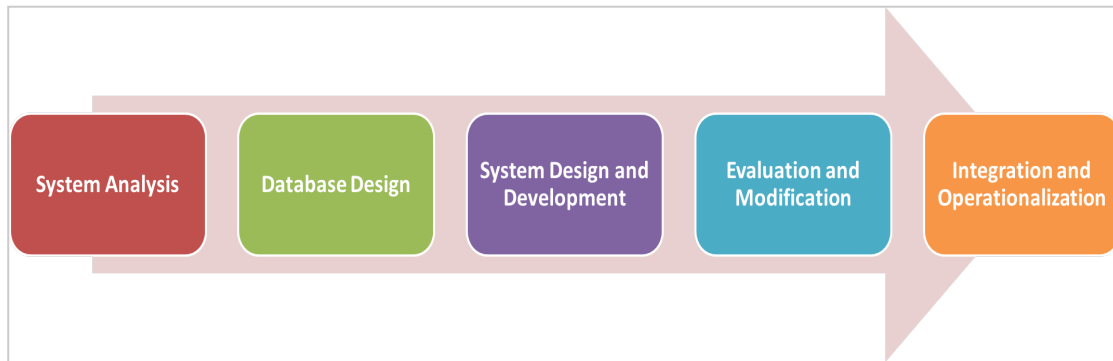 System Analysis
Database Design
System Design and
Development
Evaluation and
Modification
Integration and
Operationalization